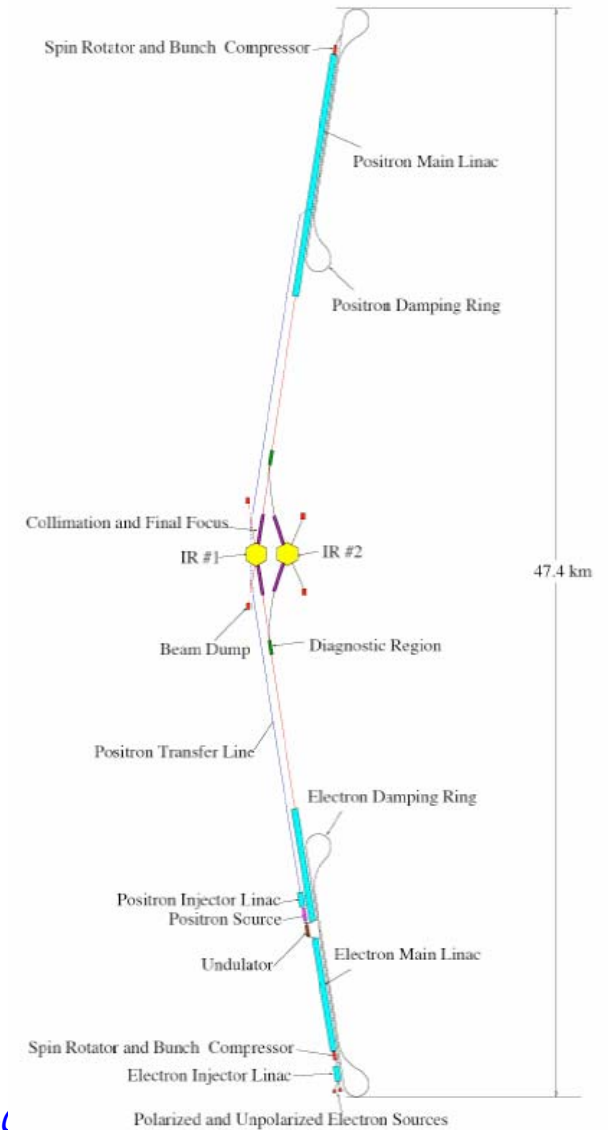 Spin Rotator and Bunch Compressor
Positron Main Linac
Positron Damping Ring
Collimation and Final Focus
IR #1
IR #2
47.4 km
Beam Dump
Diagnostic Region
Positron Transfer Line
Electron Damping Ring
Positron Injector Linac
Positron Source
Undulator
Electron Main Linac
Spin Rotator and Bunch Compressor
Electron Injector Linac
Polarized and Unpolarized Electron Sources